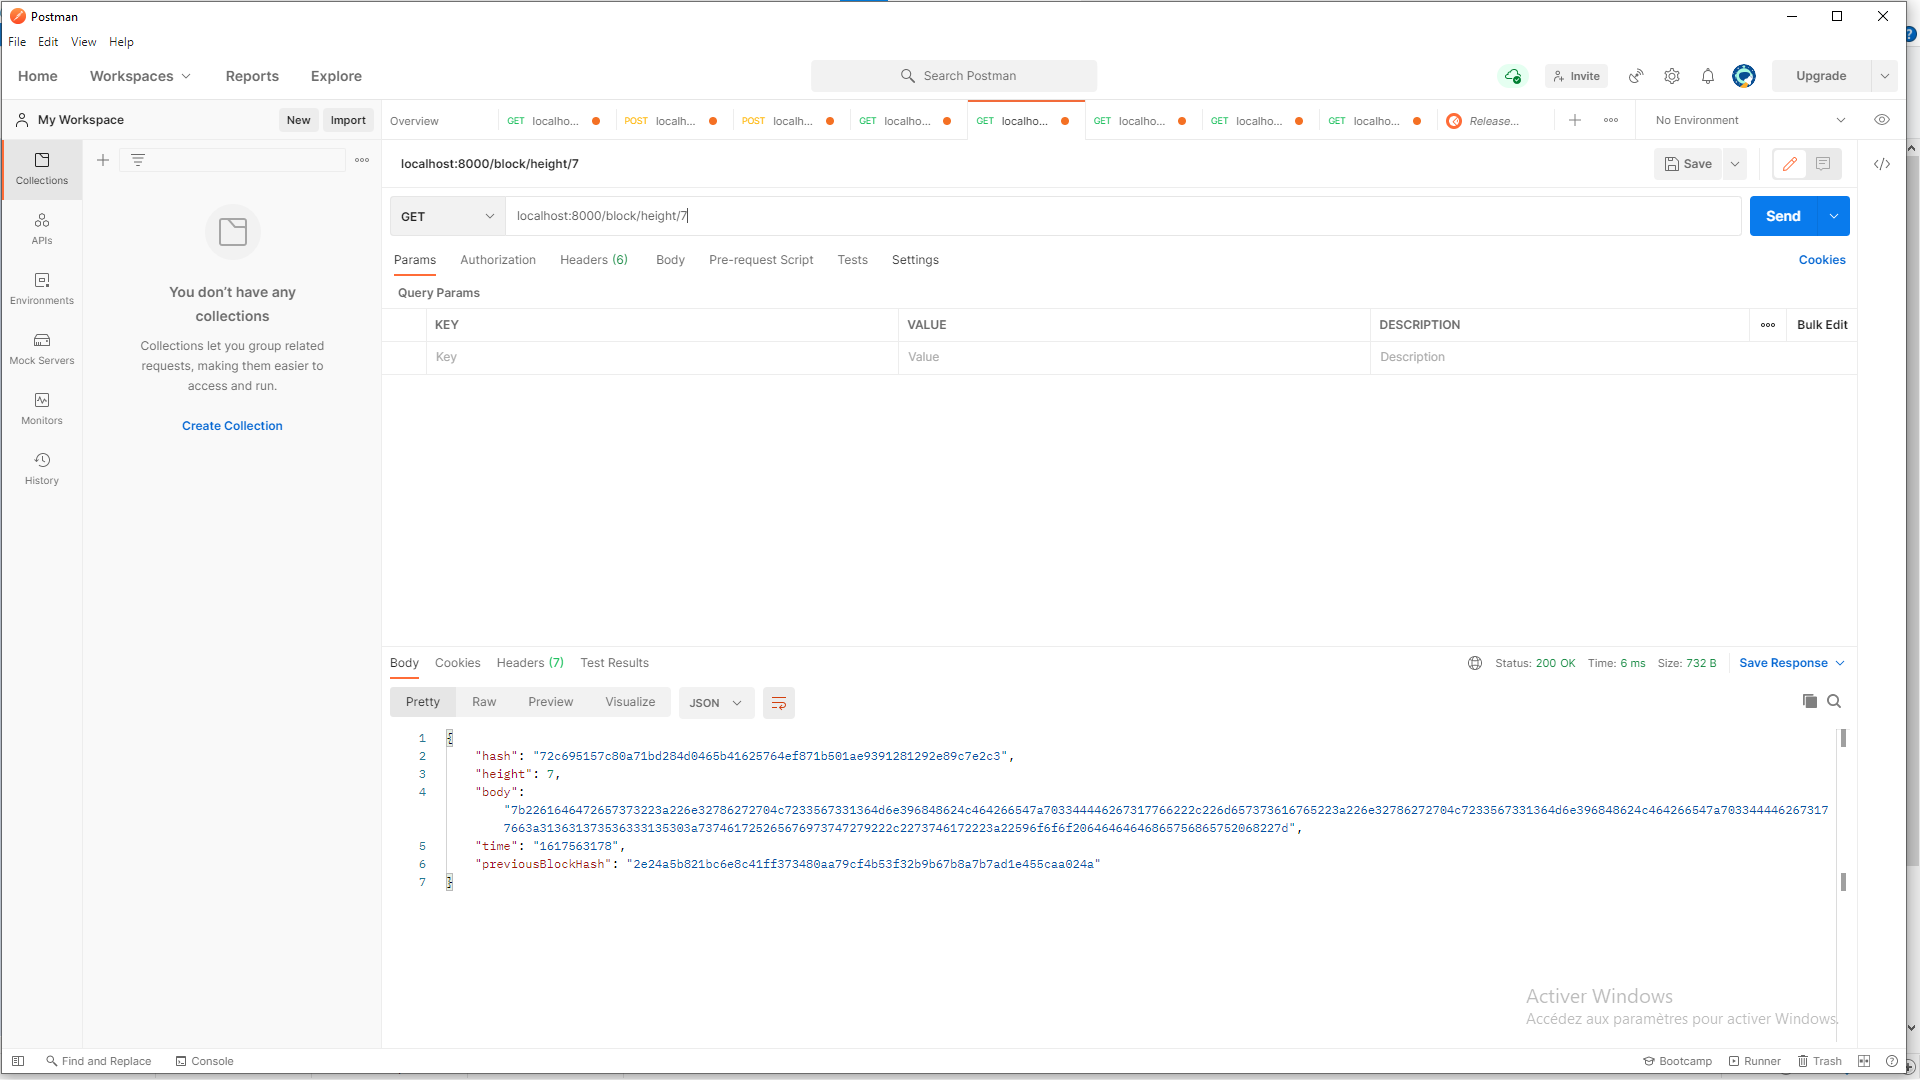 Postman
File Edit View Help
Home Workspaces Reports Explore Search Postman Invite Upgrade
My Workspace New Import Overview GET localho... POST localh... POST localh... GET localho... GET localho... GET localho... GET localho... GET localho... Release... No Environment
Collections
APIs
Environments
Mock Servers
Monitors
History
You don't have any
collections
Collections let you group related
requests, making them easier to
access and run.
Create Collection
localhost:8000/block/height/7 Save
GET localhost:8000/block/height/7 Send
Params Authorization Headers (6) Body Pre-request Script Tests Settings Cookies
Query Params
KEY VALUE DESCRIPTION Bulk Edit
Key Value Description
Body Cookies Headers (7) Test Results Status: 200 OK Time: 6 ms Size: 732 B Save Response
Pretty Raw Preview Visualize JSON
1 {
2 "hash": "72c695157c80a71bd284d0465b41625764ef871b501ae9391281292e89c7e2c3",
3 "height": 7,
4 "body":
"time": "1617563178",
6 "previousBlockHash": "2e24a5b821bc6e8c41ff373480aa79cf4b53f32b9b67b8a7b7ad1e455caa024a"
7 }
Activer Windows
Accédez aux paramètres pour activer Windows.
Find and Replace Console Bootcamp Runner Trash